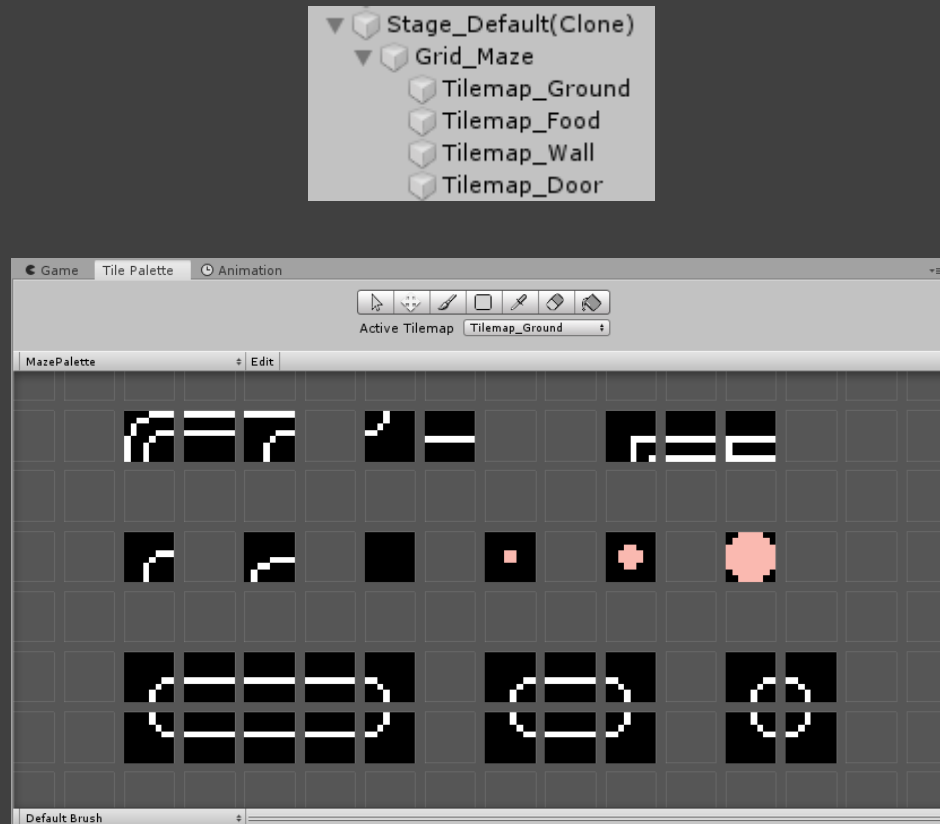 Stage_Default(Clone)
Grid_Maze
Tilemap_Ground
Tilemap_Food
Tilemap_Wall
Tilemap_Door
Game Tile Palette Animation
Active Tilemap Tilemap_Ground
MazePalette Edit
Default Brush